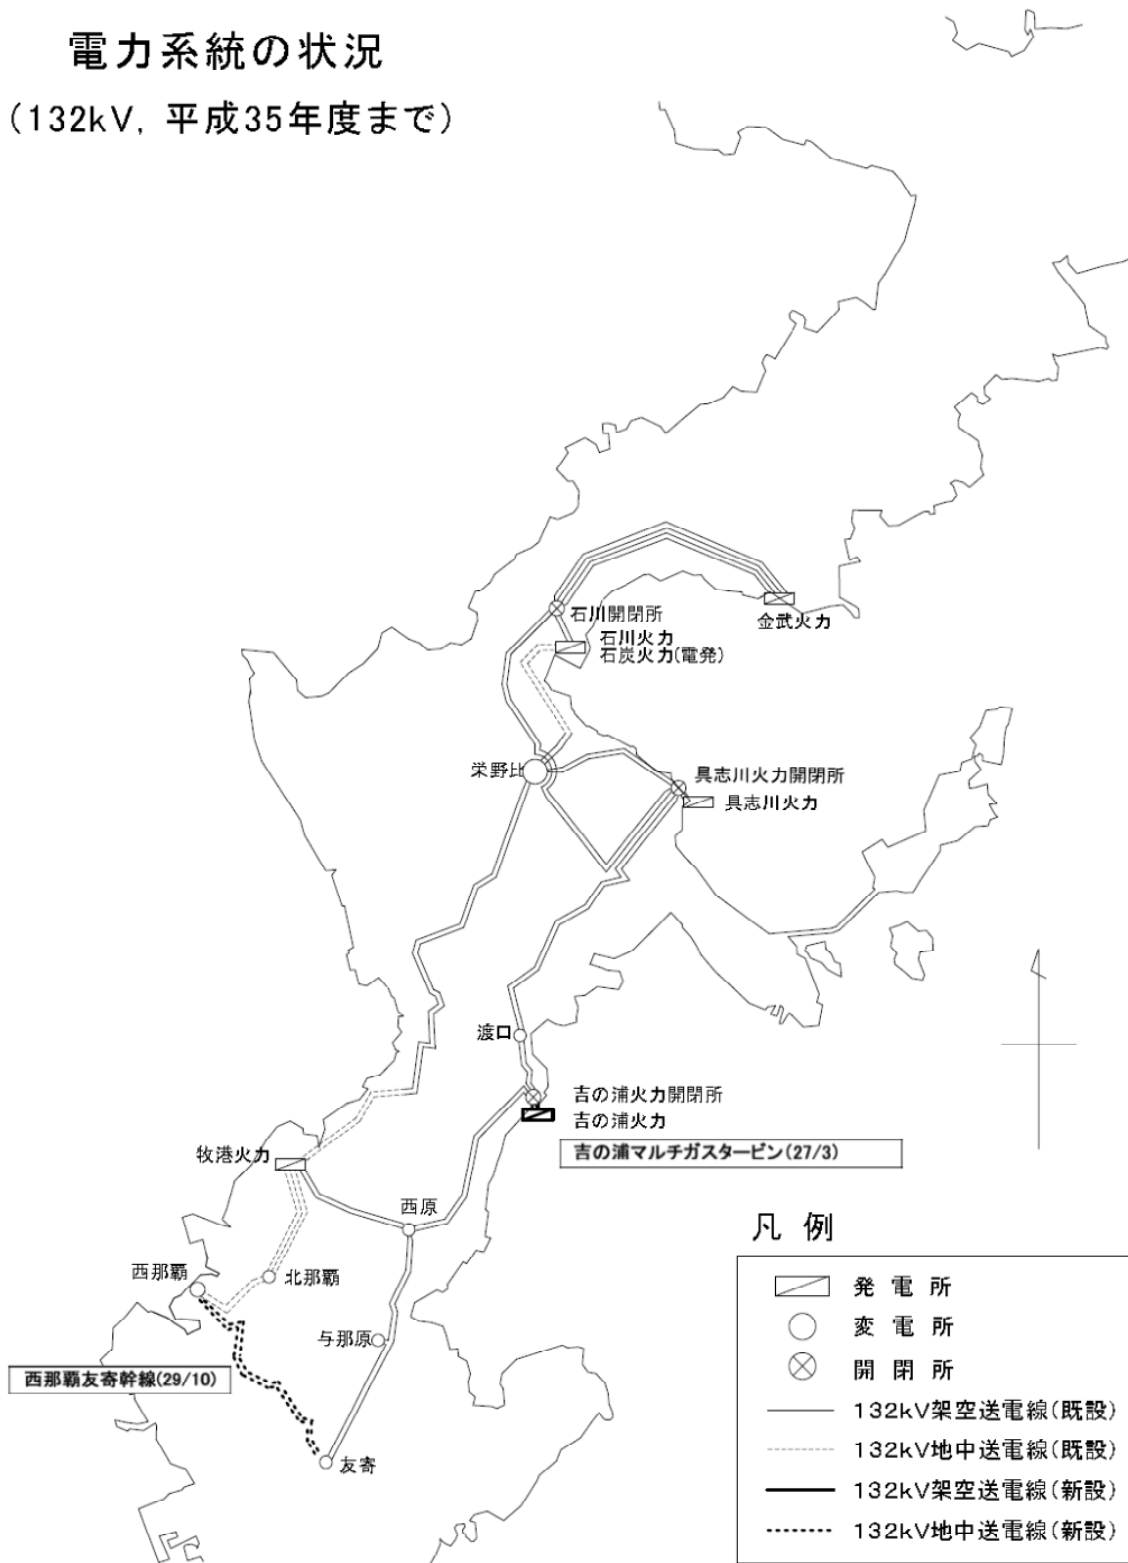 電力系統の状況
(132kV, 平成35年度まで)
石川開閉所
金武火力
石川火力
石炭火力(電発)
栄野比
具志川火力開閉所
具志川火力
渡口
吉の浦火力開閉所
吉の浦火力
吉の浦マルチガスタービン(27/3)
牧港火力
西原
西那覇
北那覇
与那原
西那覇友寄幹線(29/10)
友寄
凡 例
発 電 所
変 電 所
開 閉 所
132kV架空送電線(既設)
132kV地中送電線(既設)
132kV架空送電線(新設)
132kV地中送電線(新設)